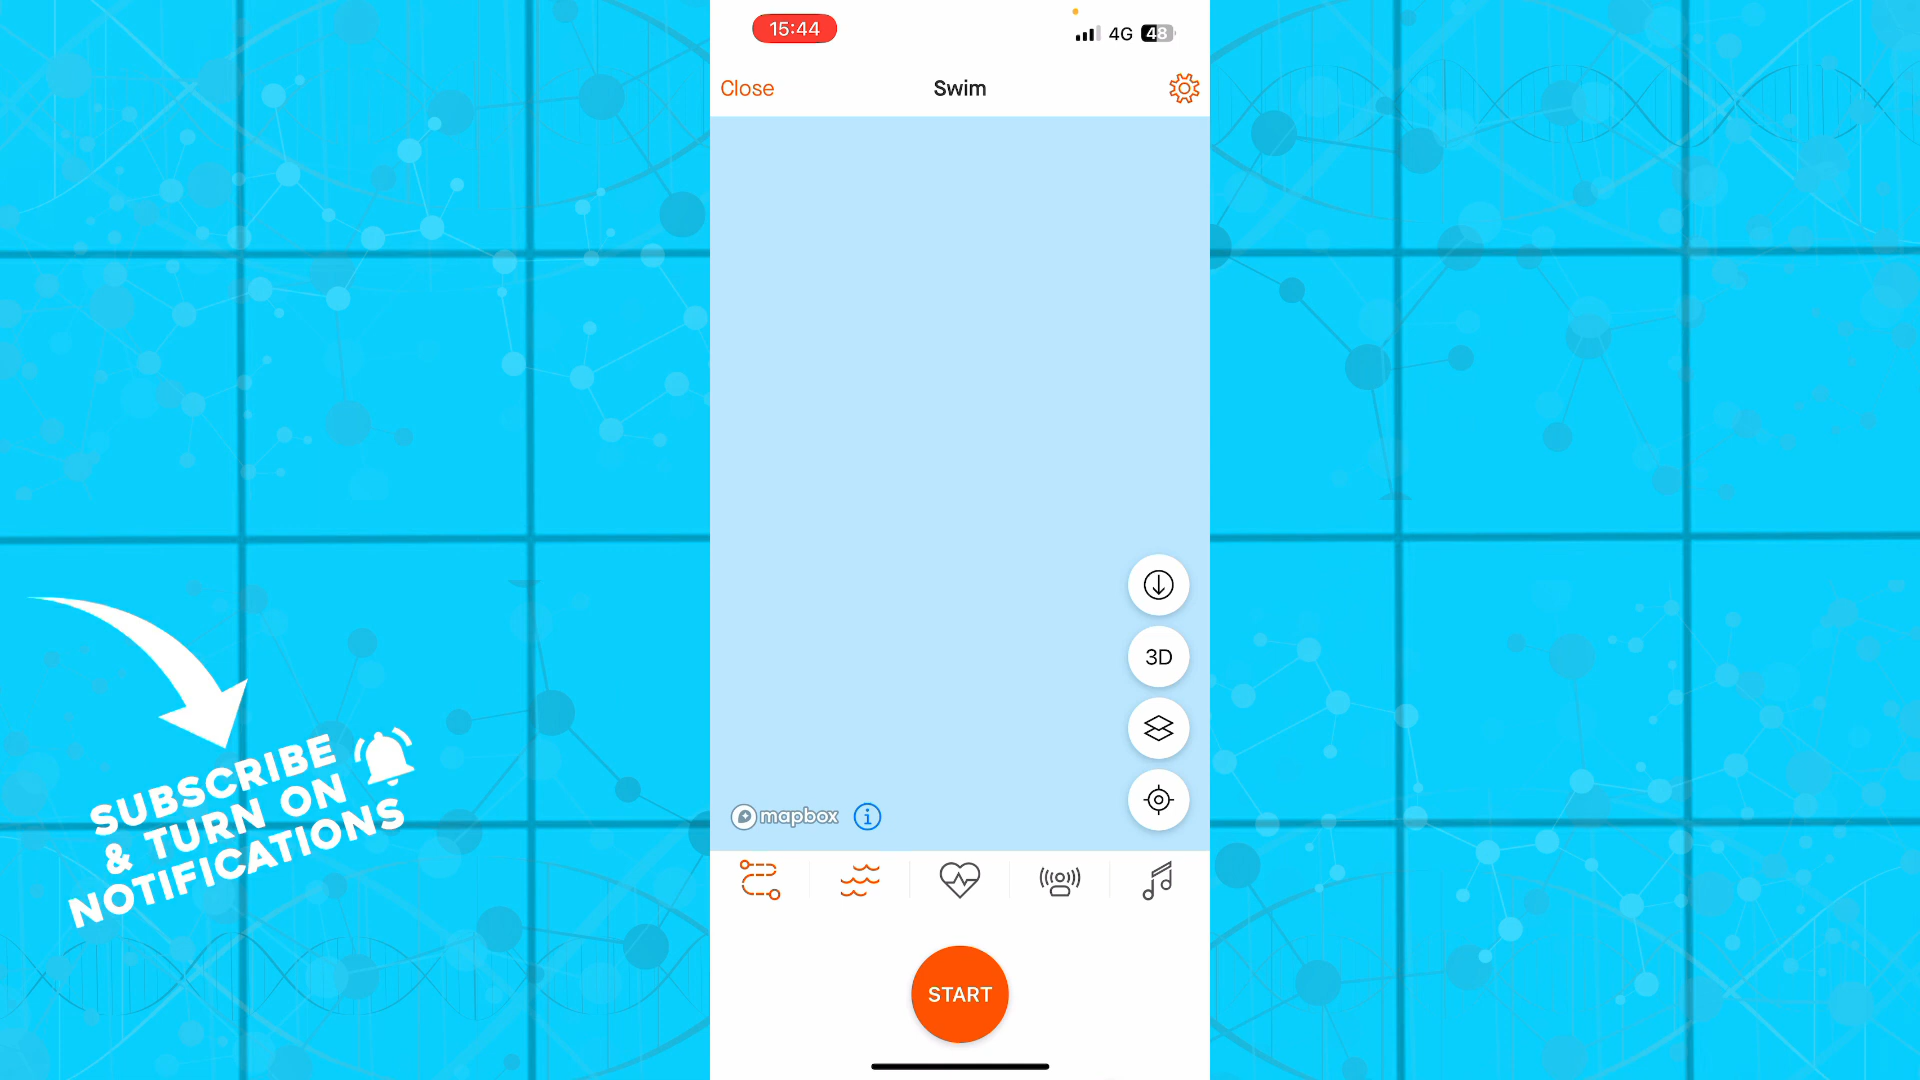 15:44
4G 48
Close
Swim
3D
mapbox
START
SUBSCRIBE
& TURN ON
NOTIFICATIONS